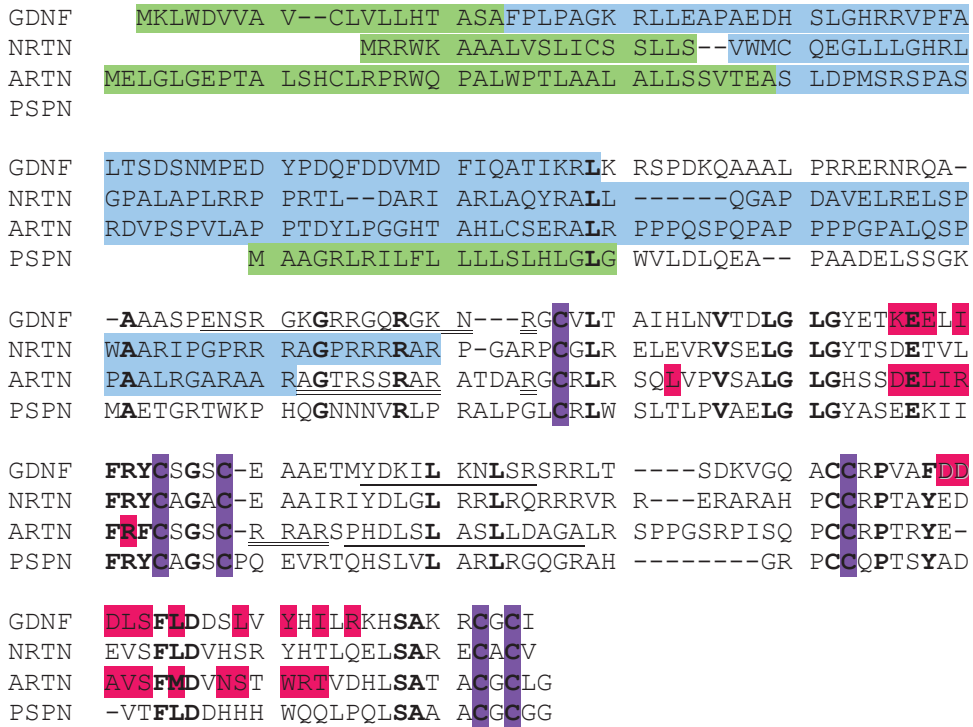 GDNF MKLWDVVA V--CLVLLHT ASAFPLPAGK RLLEAPAEDH SLGHRRVPFA
NRTN MRRWK AAALVSLICS SLLS--VWMC QEGLLLGHRL
ARTN MELGLGEPTA LSHCLRPRWQ PALWPTLAAL ALLSSVTEAS LDPMSRSPAS
PSPN
GDNF LTSDSNMPED YPDQFDDVMD FIQATIKRLK RSPDKQAAAL PRRERNRQA-
NRTN GPALAPLRRP PRTL--DARI ARLAQYRALL ------QGAP DAVELRELSP
ARTN RDVPSPVLAP PTDYLPGGHT AHLCSERALR PPPQSPQPAP PPPGPALQSP
PSPN M AAGRLRILFL LLLSLHLGLG WVLDLQEA-- PAADELSSGK
GDNF -AAASPENSR GKGRRGQRGK N---RGCVLT AIHLNVTDLG LGYETKEELI
NRTN WAARIPGPRR RAGPRRRRAR P-GARPCGLR ELEVRVSELG LGYTSDETVL
ARTN PAALRGARAAR AGTRSSRAR ATDARGCRLR SQLVPVSALG LGHSSDELIR
PSPN MAETGRTWKP HQGNNNVRLP RALPGLCRLW SLTLPVAELG LGYASEEKII
GDNF FRYCSGSC-E AAETMYDKIL KNLSRSRRLT ----SDKVGQ ACCRPVAFDD
NRTN FRYCAGAC-E AAIRIYDLGL RRLRQRRRVR R---ERARAH PCCRPTAYED
ARTN FRFCSGSC-R RARSPHDLSL ASLLDAGALR SPPGSRPISQ PCCRPTRYE-
PSPN FRYCAGSCPQ EVRTQHSLVL ARLRGQGRAH --------GR PCCQPTSYAD
GDNF DLSFLDDSLV YHILRKHSAK RCGCI
NRTN EVSFLDVHSR YHTLQELSAR ECACV
ARTN AVSFMDVNST WRTVDHLSAT ACGCLG
PSPN -VTFLDDHHH WQQLPQLSAA ACGCGG